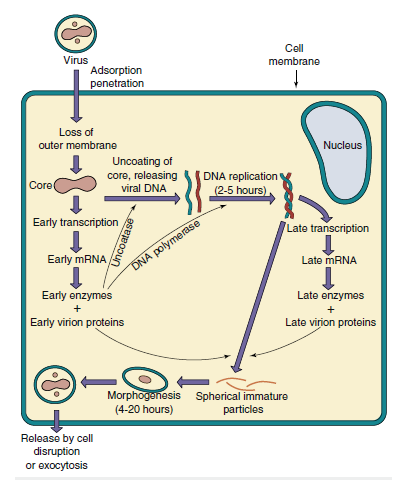 Virus
Adsorption
penetration
Cell
membrane
Loss of
outer membrane
Nucleus
Uncoating of
core, releasing
viral DNA
DNA replication
(2-5 hours)
Core
Early transcription
Uncoatase
DNA polymerase
Late transcription
Early mRNA
Late mRNA
Early enzymes
+
Early virion proteins
Late enzymes
+
Late virion proteins
Morphogenesis
(4-20 hours)
Spherical immature
particles
Release by cell
disruption
or exocytosis